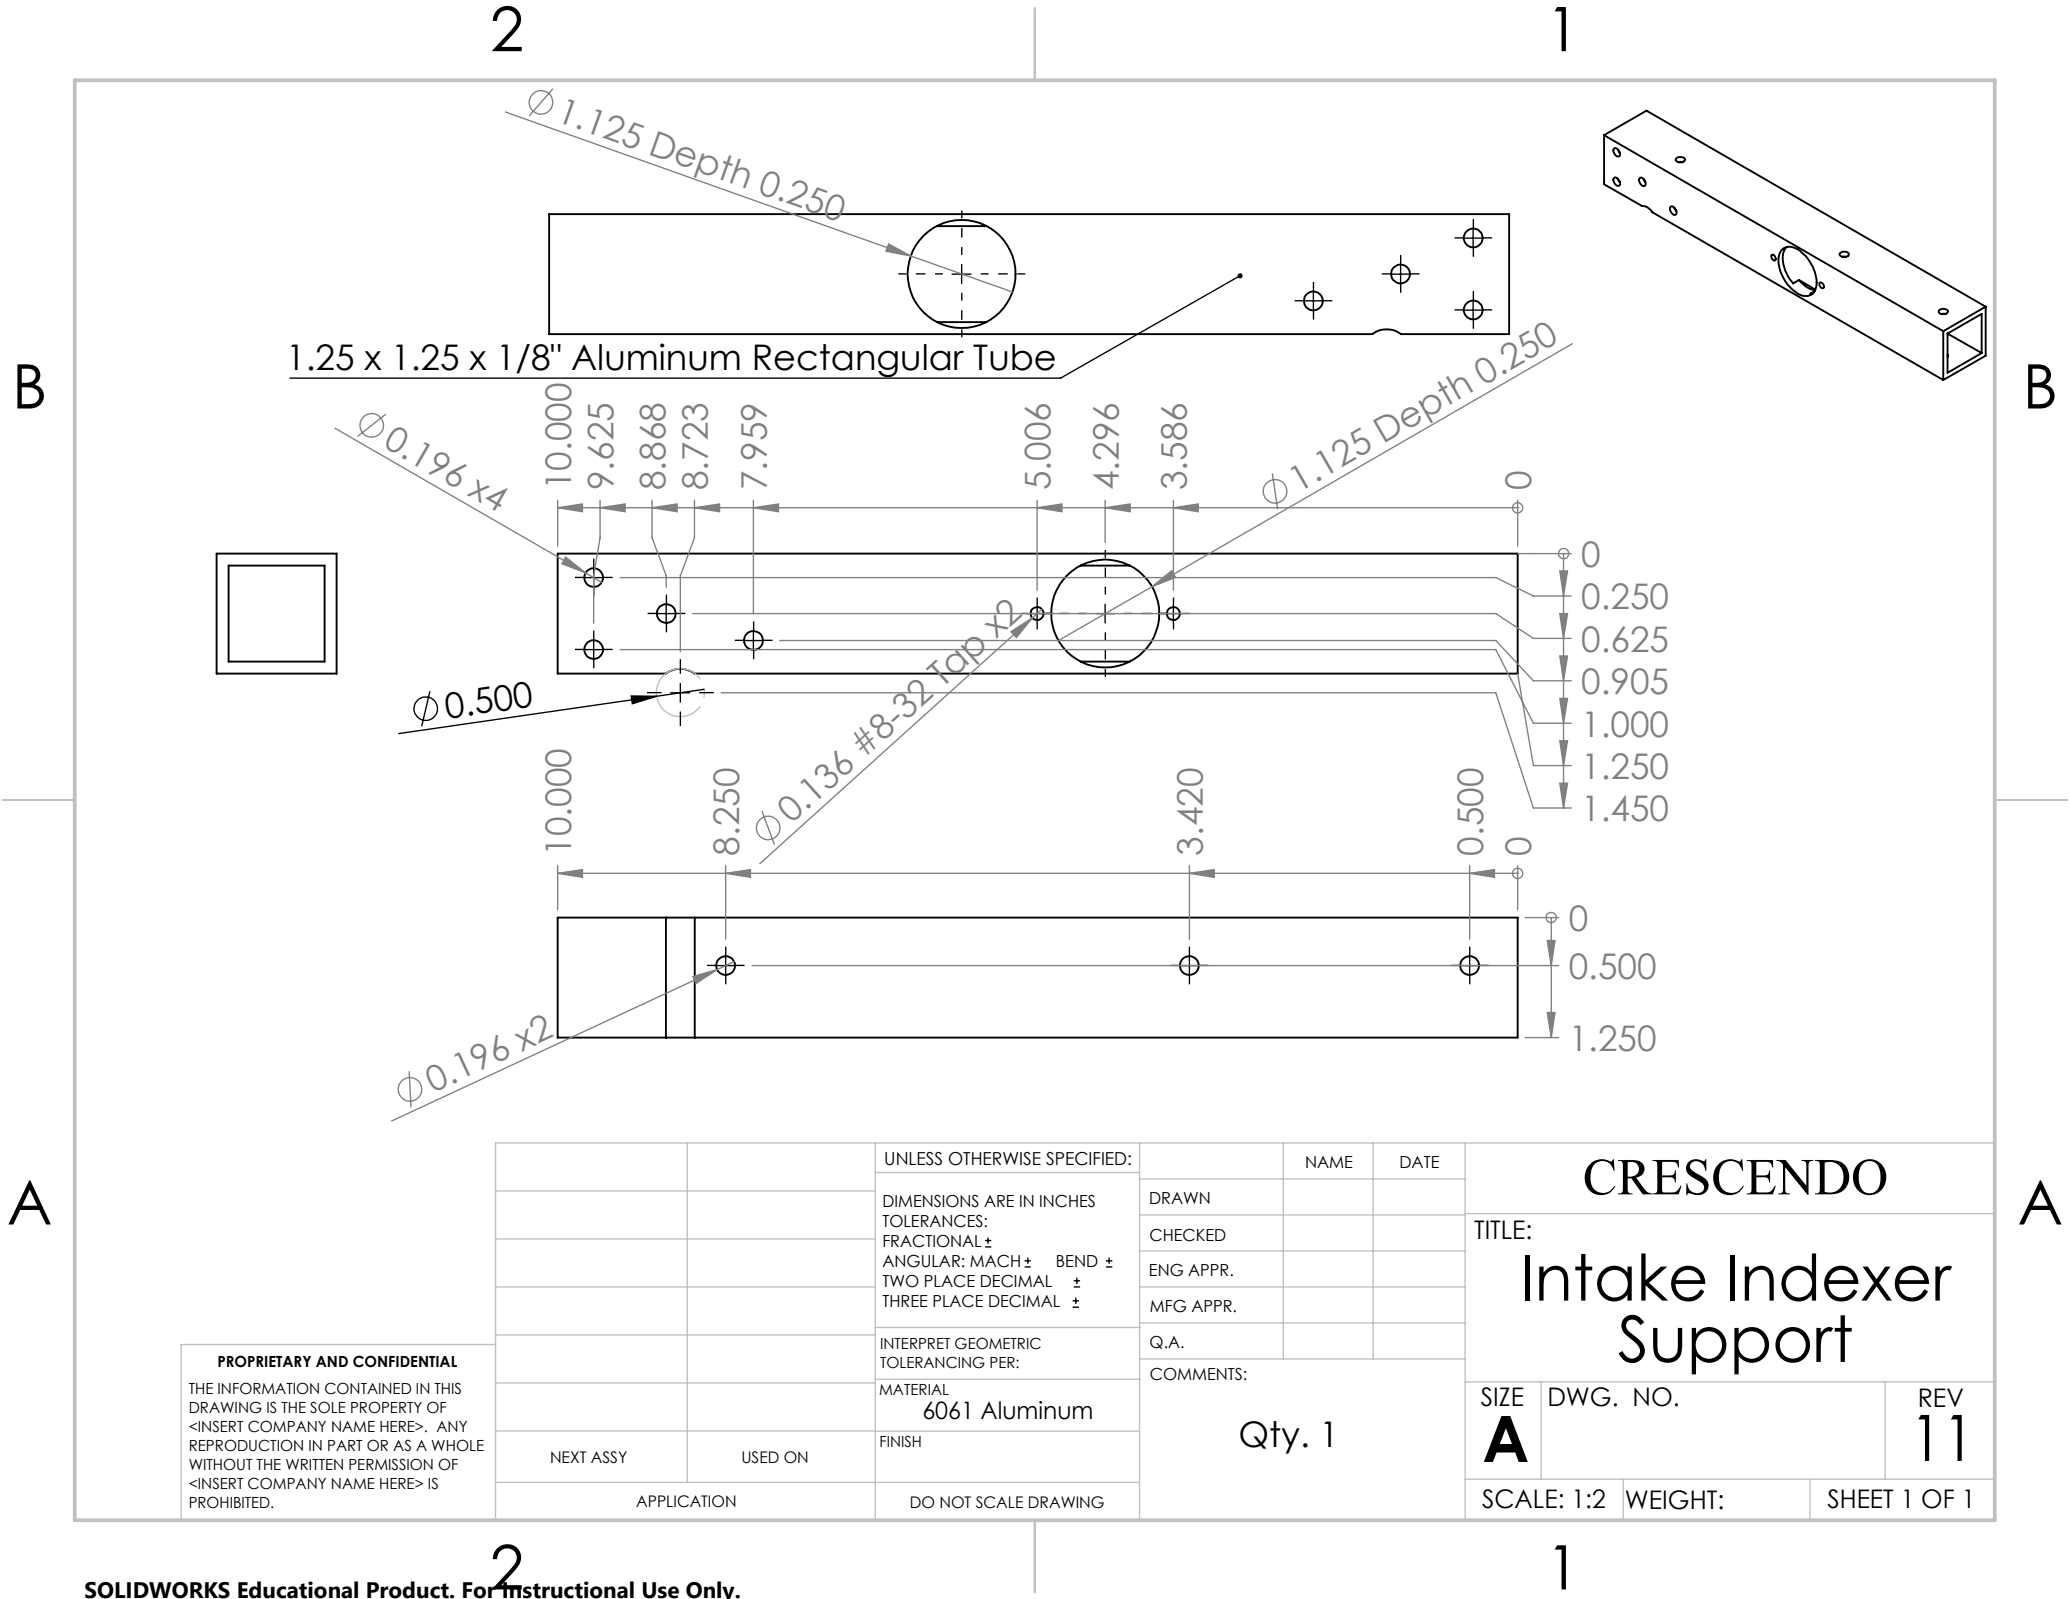 2
1
⌀1.125 Depth 0.250
1.25 x 1.25 x 1/8" Aluminum Rectangular Tube
B
B
⌀0.196 x4
10.000
9.625
8.868
8.723
7.959
5.006
4.296
3.586
⌀1.125 Depth 0.250
0
0
0.250
0.625
0.905
1.000
1.250
1.450
⌀0.500
⌀0.136 #8-32 Tap x2
10.000
8.250
3.420
0.500
0
0
0.500
1.250
⌀0.196 x2
A
A
UNLESS OTHERWISE SPECIFIED:
DIMENSIONS ARE IN INCHES
TOLERANCES:
FRACTIONAL ±
ANGULAR: MACH ± BEND ±
TWO PLACE DECIMAL ±
THREE PLACE DECIMAL ±
INTERPRET GEOMETRIC
TOLERANCING PER:
MATERIAL
6061 Aluminum
FINISH
DO NOT SCALE DRAWING
NAME DATE
DRAWN
CHECKED
ENG APPR.
MFG APPR.
Q.A.
COMMENTS:
Qty. 1
CRESCENDO
TITLE:
Intake Indexer
Support
SIZE DWG. NO. REV
A 11
SCALE: 1:2 WEIGHT: SHEET 1 OF 1
PROPRIETARY AND CONFIDENTIAL
THE INFORMATION CONTAINED IN THIS
DRAWING IS THE SOLE PROPERTY OF
<INSERT COMPANY NAME HERE>. ANY
REPRODUCTION IN PART OR AS A WHOLE
WITHOUT THE WRITTEN PERMISSION OF
<INSERT COMPANY NAME HERE> IS
PROHIBITED.
NEXT ASSY USED ON
APPLICATION
2
1
SOLIDWORKS Educational Product. For Instructional Use Only.